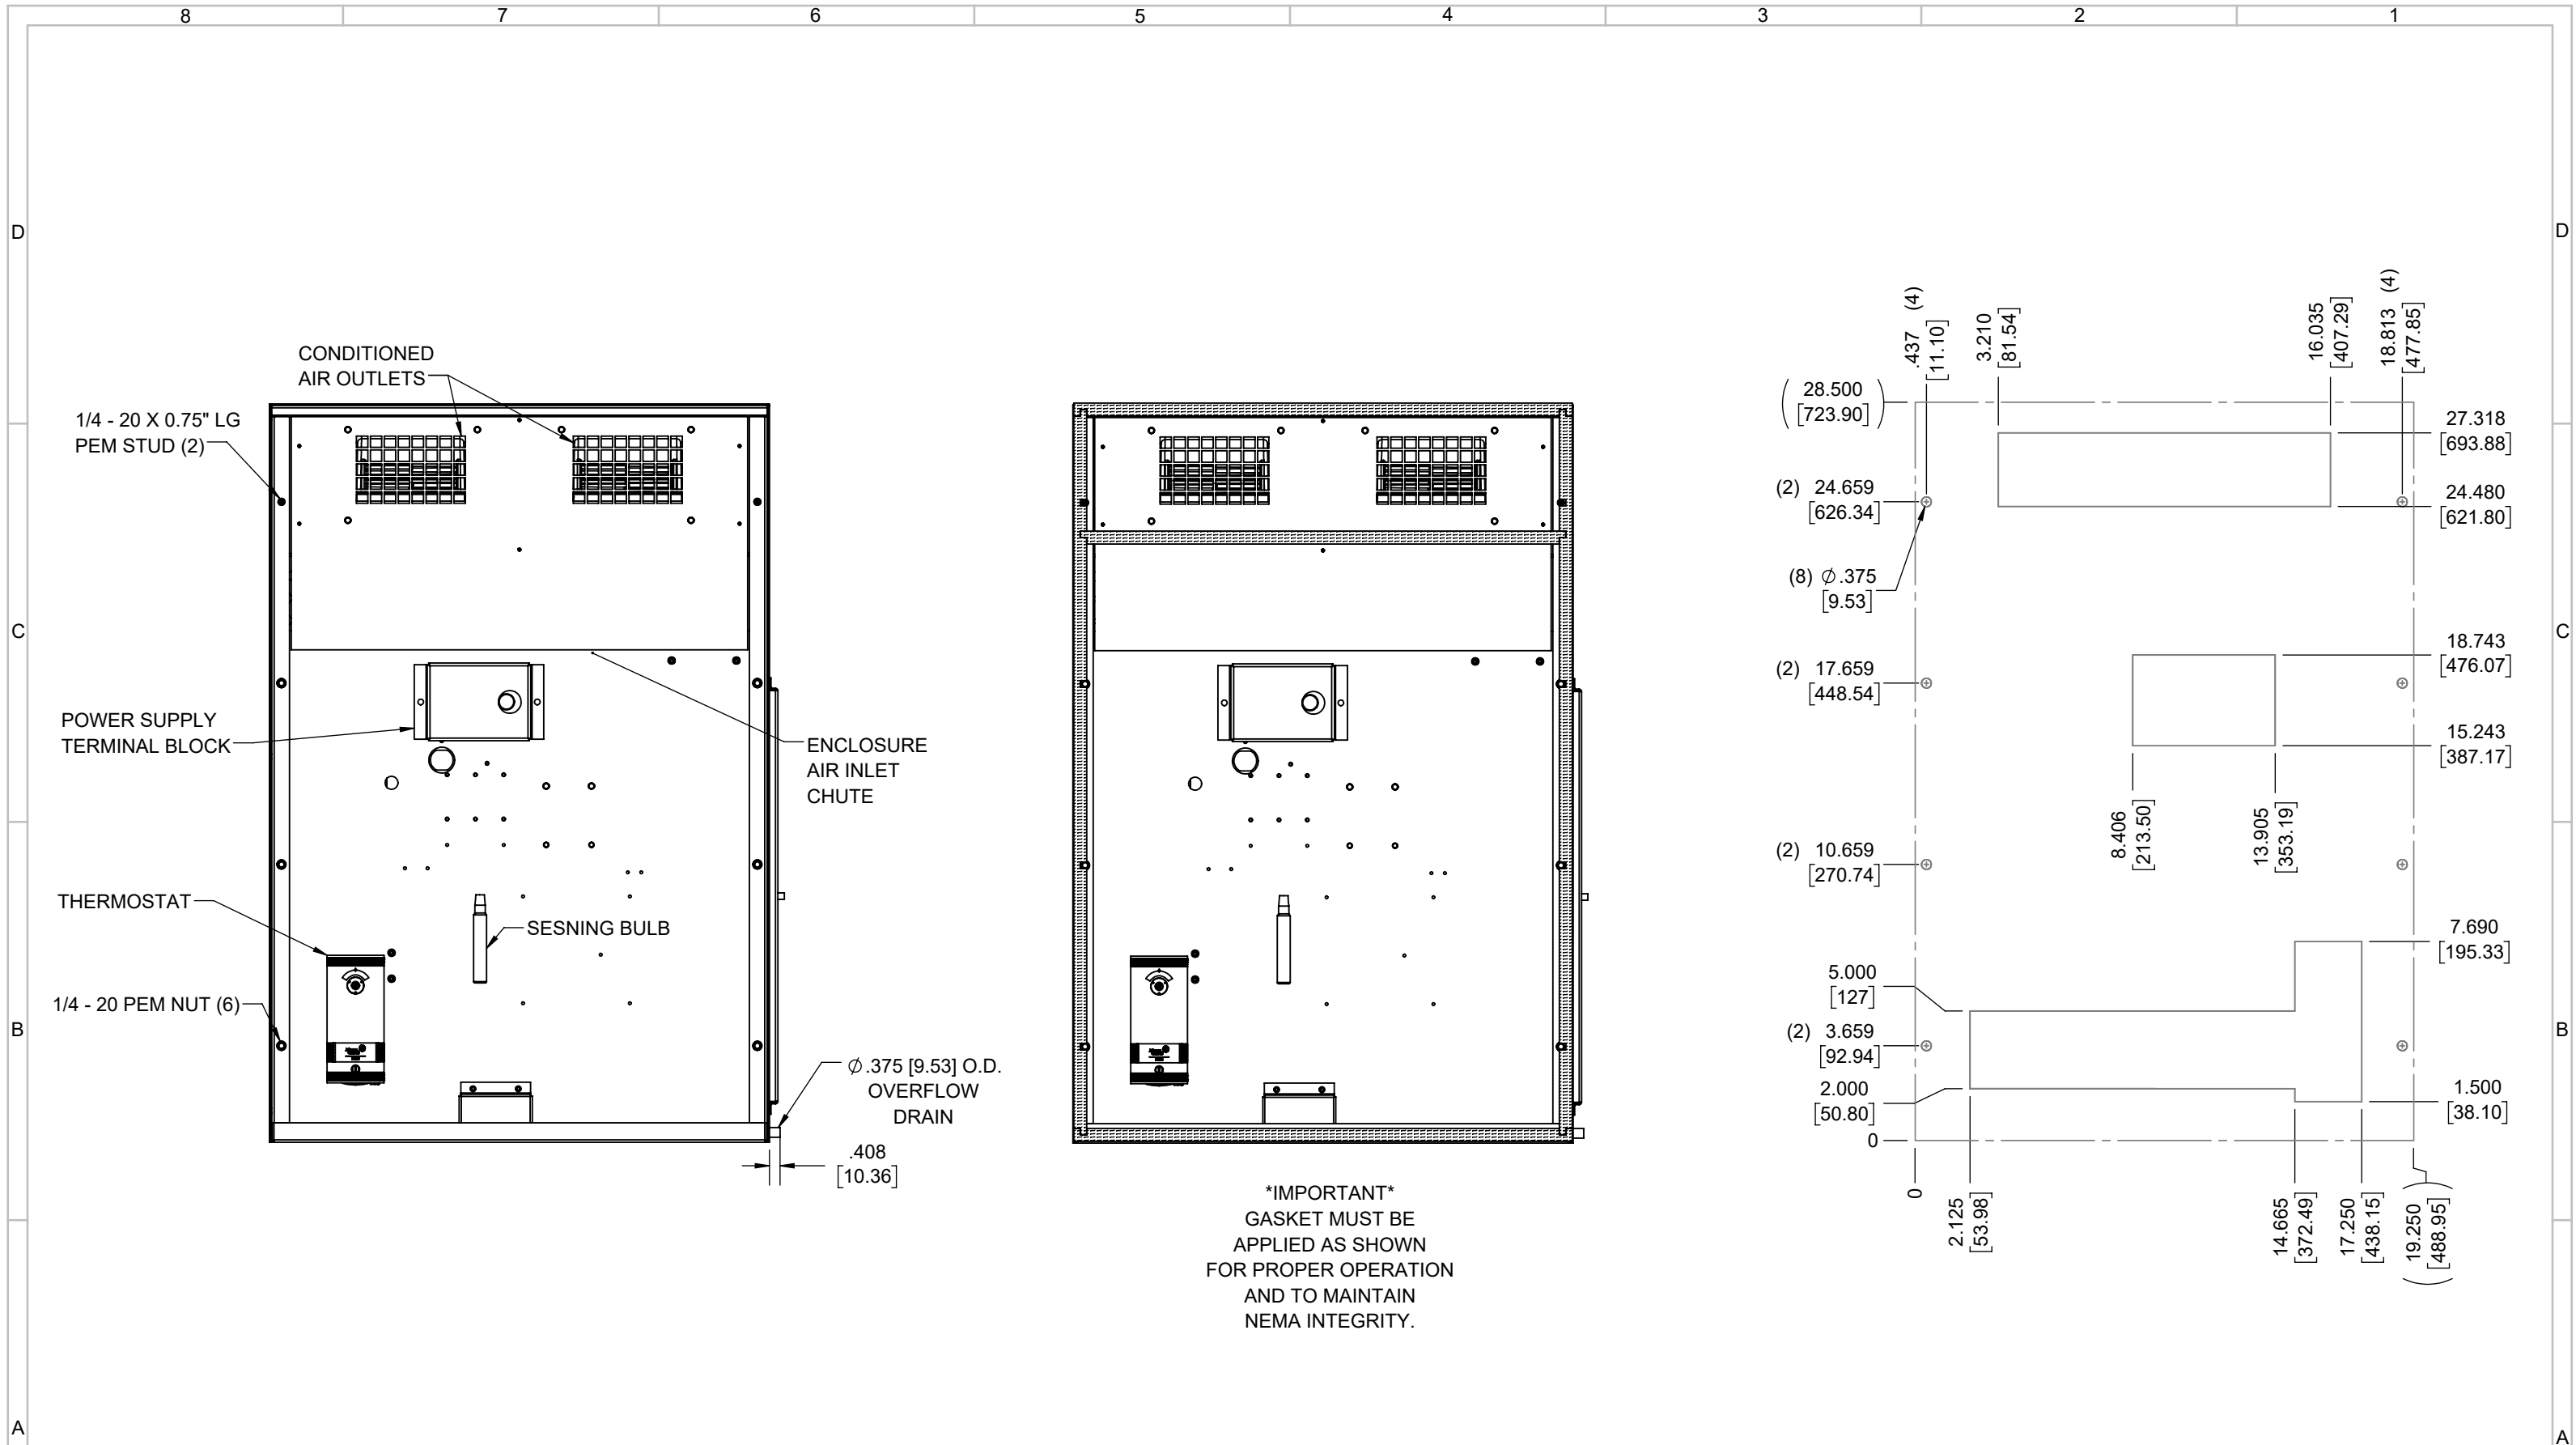 8 7 6 5 4 3 2 1
D
D
C
C
B
B
A
A
CONDITIONED
AIR OUTLETS
1/4 - 20 X 0.75" LG
PEM STUD (2)
POWER SUPPLY
TERMINAL BLOCK
ENCLOSURE
AIR INLET
CHUTE
THERMOSTAT
SESNING BULB
1/4 - 20 PEM NUT (6)
Ø.375 [9.53] O.D.
OVERFLOW
DRAIN
.408
[10.36]
*IMPORTANT*
GASKET MUST BE
APPLIED AS SHOWN
FOR PROPER OPERATION
AND TO MAINTAIN
NEMA INTEGRITY.
.437 (4)
[11.10]
3.210
[81.54]
16.035
[407.29]
18.813 (4)
[477.85]
(28.500
[723.90])
27.318
[693.88]
(2) 24.659
[626.34]
24.480
[621.80]
(8) Ø.375
[9.53]
18.743
[476.07]
(2) 17.659
[448.54]
15.243
[387.17]
8.406
[213.50]
13.905
[353.19]
(2) 10.659
[270.74]
7.690
[195.33]
5.000
[127]
(2) 3.659
[92.94]
2.000
[50.80]
1.500
[38.10]
0
0
2.125
[53.98]
14.665
[372.49]
17.250
[438.15]
(19.250
[488.95])